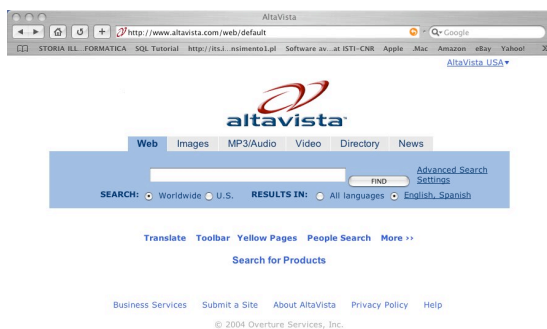 AltaVista
http://www.altavista.com/web/default
Google
STORIA ILL...FORMATICA SQL Tutorial http://its.i...nsimento1.pl Software av...at ISTI-CNR Apple .Mac Amazon eBay Yahoo!
AltaVista USA
altavista
Web Images MP3/Audio Video Directory News
FIND
Advanced Search
Settings
SEARCH: Worldwide U.S. RESULTS IN: All languages English, Spanish
Translate Toolbar Yellow Pages People Search More ››
Search for Products
Business Services Submit a Site About AltaVista Privacy Policy Help
© 2004 Overture Services, Inc.